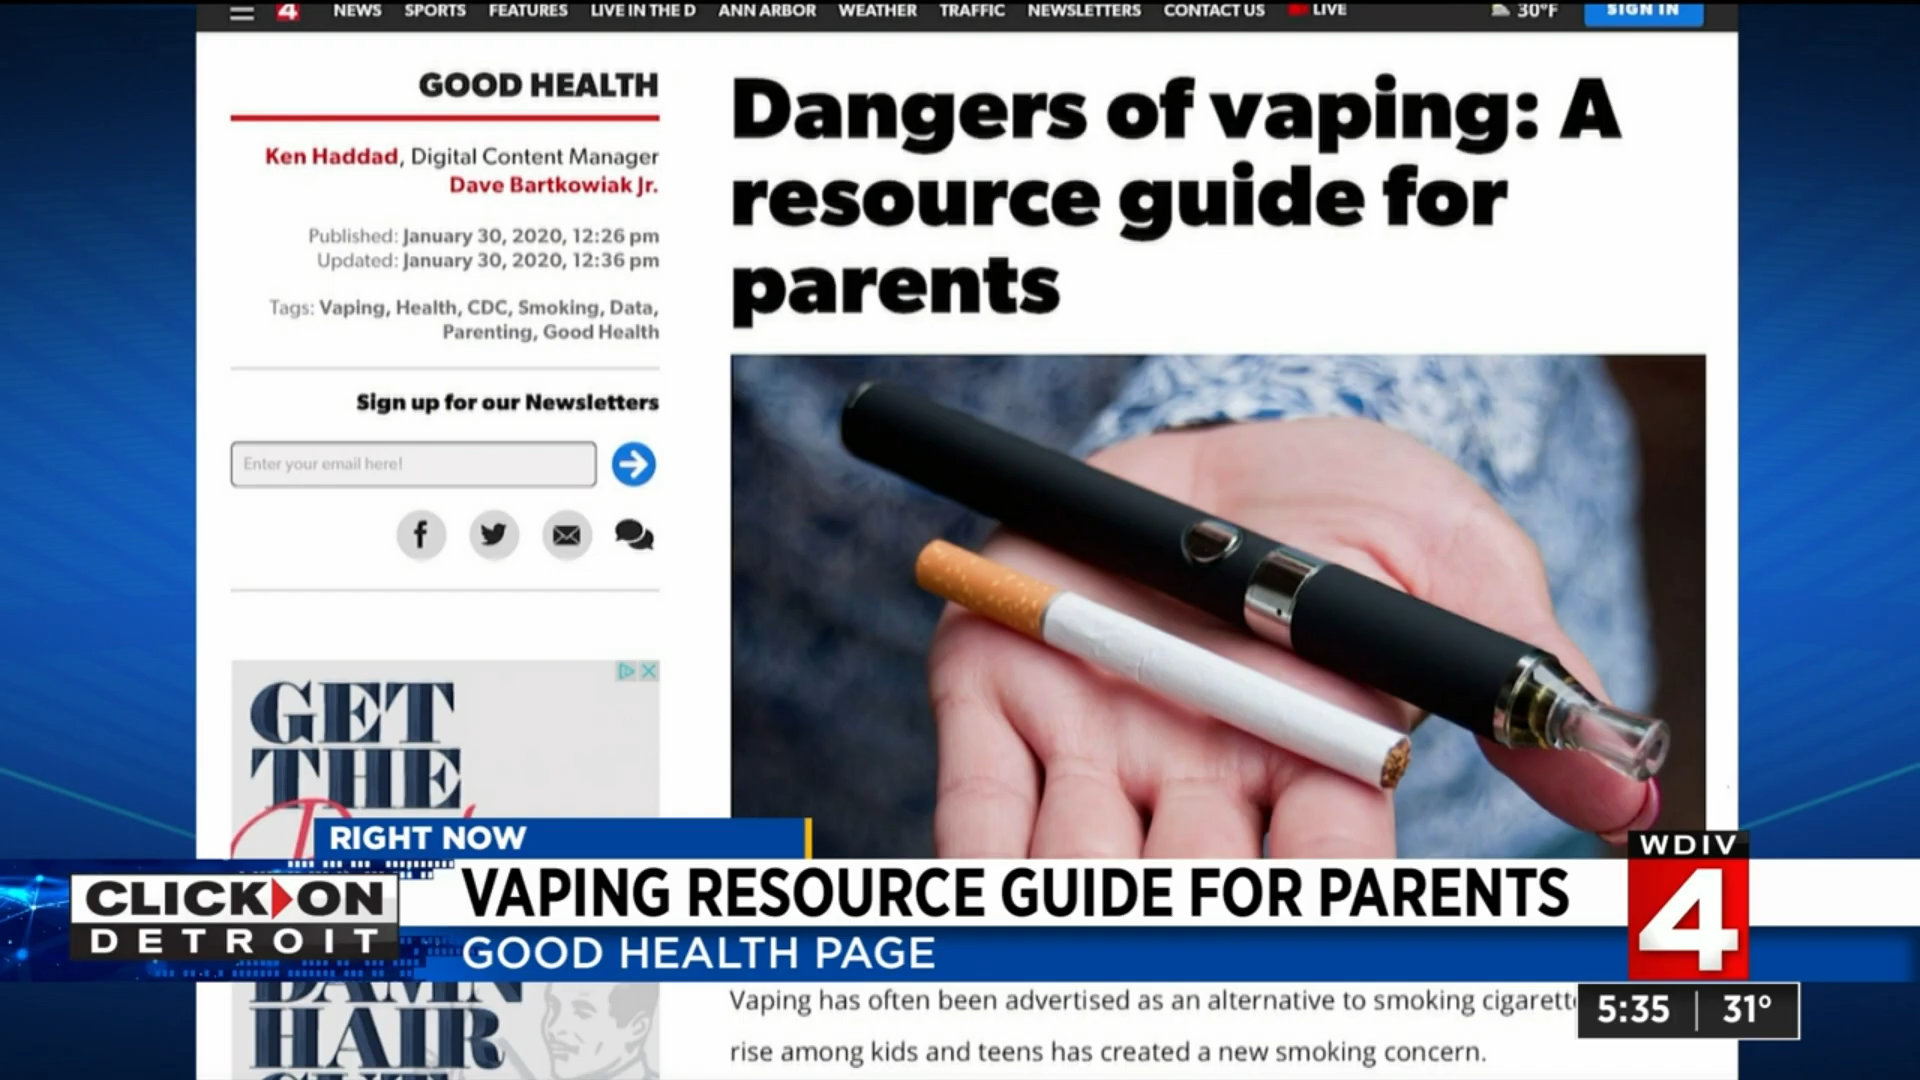 4 NEWS SPORTS FEATURES LIVE IN THE D ANN ARBOR WEATHER TRAFFIC NEWSLETTERS CONTACT US LIVE 30°F SIGN IN
GOOD HEALTH
Ken Haddad, Digital Content Manager
Dave Bartkowiak Jr.
Published: January 30, 2020, 12:26 pm
Updated: January 30, 2020, 12:36 pm
Tags: Vaping, Health, CDC, Smoking, Data,
Parenting, Good Health
Sign up for our Newsletters
Enter your email here!
GET
THE
DAMN
HAIR
Dangers of vaping: A
resource guide for
parents
Vaping has often been advertised as an alternative to smoking
rise among kids and teens has created a new smoking concern.
RIGHT NOW
VAPING RESOURCE GUIDE FOR PARENTS
GOOD HEALTH PAGE
CLICK ON
DETROIT
WDIV
4
5:35 31°